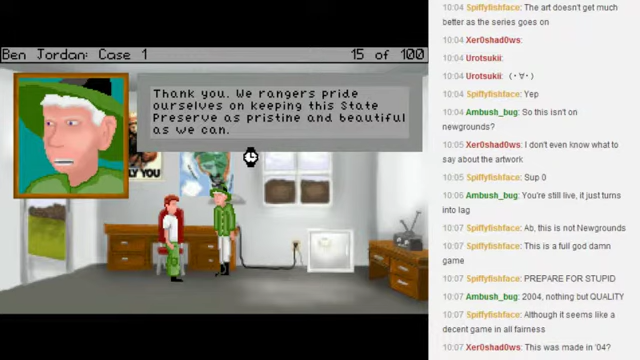 Ben Jordan: Case 1
15 of 100
Thank you. We rangers pride
ourselves on keeping this State
Preserve as pristine and beautiful
as we can.
LY YOU
10:04 Spiffyfishface: The art doesn't get much
better as the series goes on
10:04 Xer0shad0ws:
10:04 Urotsukii:
10:04 Urotsukii: (・∀・)
10:04 Spiffyfishface: Yep
10:04 Ambush_bug: So this isn't on
newgrounds?
10:05 Xer0shad0ws: I don't even know what to
say about the artwork
10:05 Spiffyfishface: Sup 0
10:06 Ambush_bug: You're still live, it just turns
into lag
10:07 Spiffyfishface: Ab, this is not Newgrounds
10:07 Spiffyfishface: This is a full god damn
game
10:07 Spiffyfishface: PREPARE FOR STUPID
10:07 Ambush_bug: 2004, nothing but QUALITY
10:07 Spiffyfishface: Although it seems like a
decent game in all fairness
10:07 Xer0shad0ws: This was made in '04?